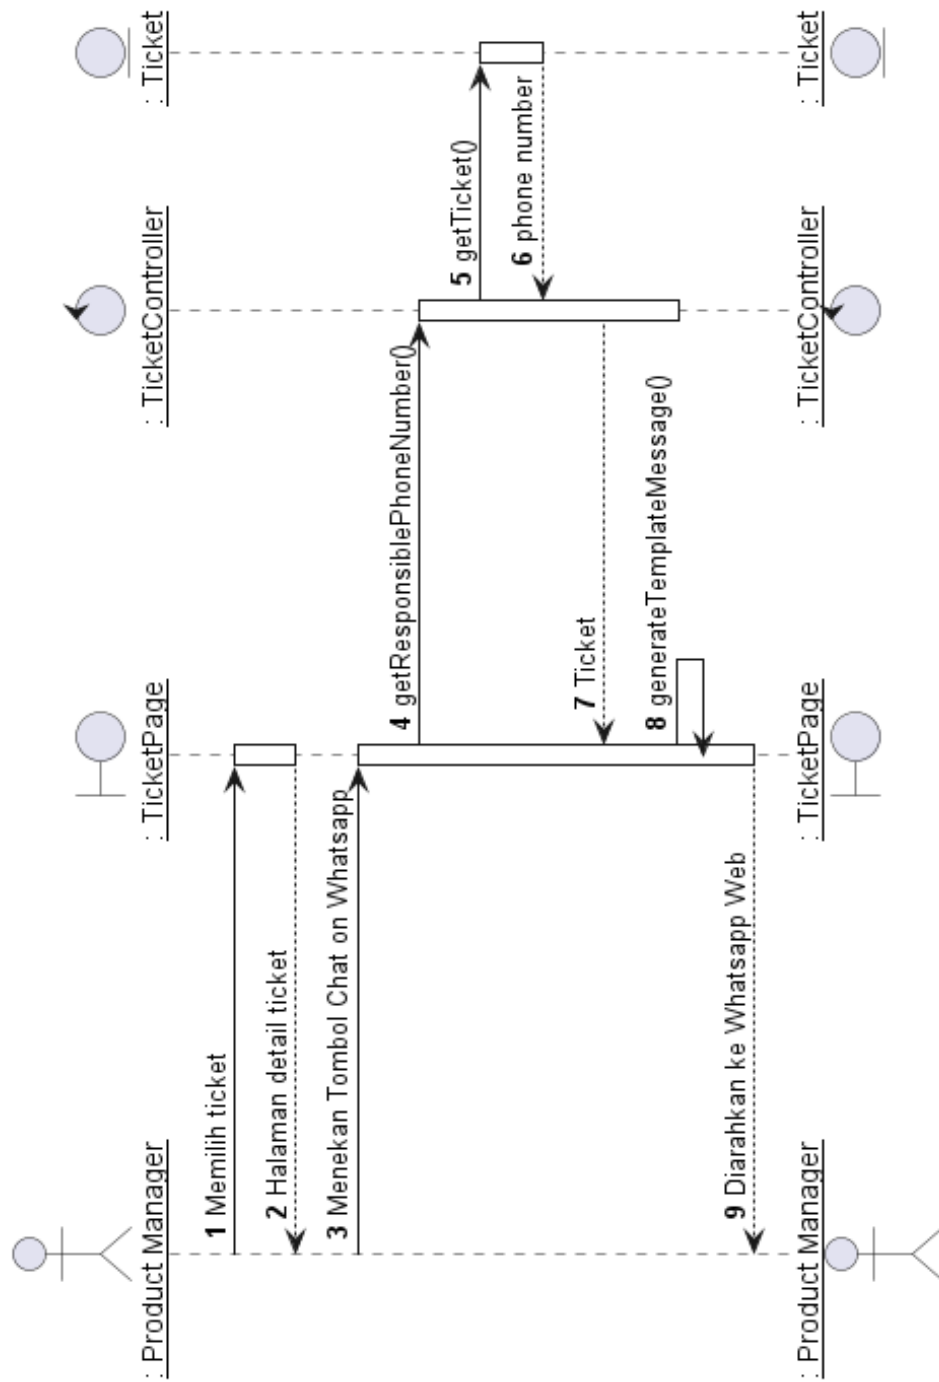 : Product Manager
: TicketPage
: TicketController
: Ticket
1 Memilih ticket
2 Halaman detail ticket
3 Menekan Tombol Chat on Whatsapp
4 getResponsiblePhoneNumber()
5 getTicket()
6 phone number
7 Ticket
8 generateTemplateMessage()
9 Diarahkan ke Whatsapp Web
: Product Manager
: TicketPage
: TicketController
: Ticket